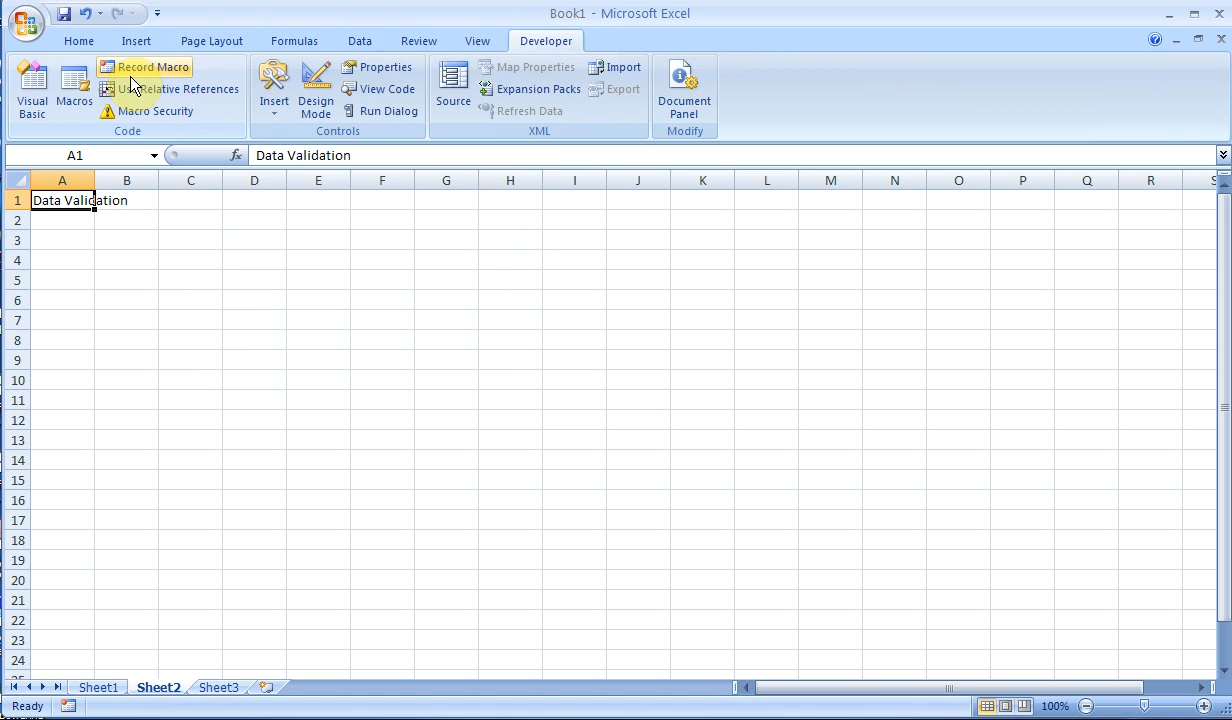 Book1 - Microsoft Excel
Home Insert Page Layout Formulas Data Review View Developer
Visual Basic
Macros
Record Macro
Use Relative References
Macro Security
Code
Insert
Design Mode
Properties
View Code
Run Dialog
Controls
Source
Map Properties
Expansion Packs
Refresh Data
Import
Export
XML
Document Panel
Modify
A1 fx Data Validation
A B C D E F G H I J K L M N O P Q R S
1 Data Validation
2
3
4
5
6
7
8
9
10
11
12
13
14
15
16
17
18
19
20
21
22
23
24
25
Sheet1 Sheet2 Sheet3
Ready 100%